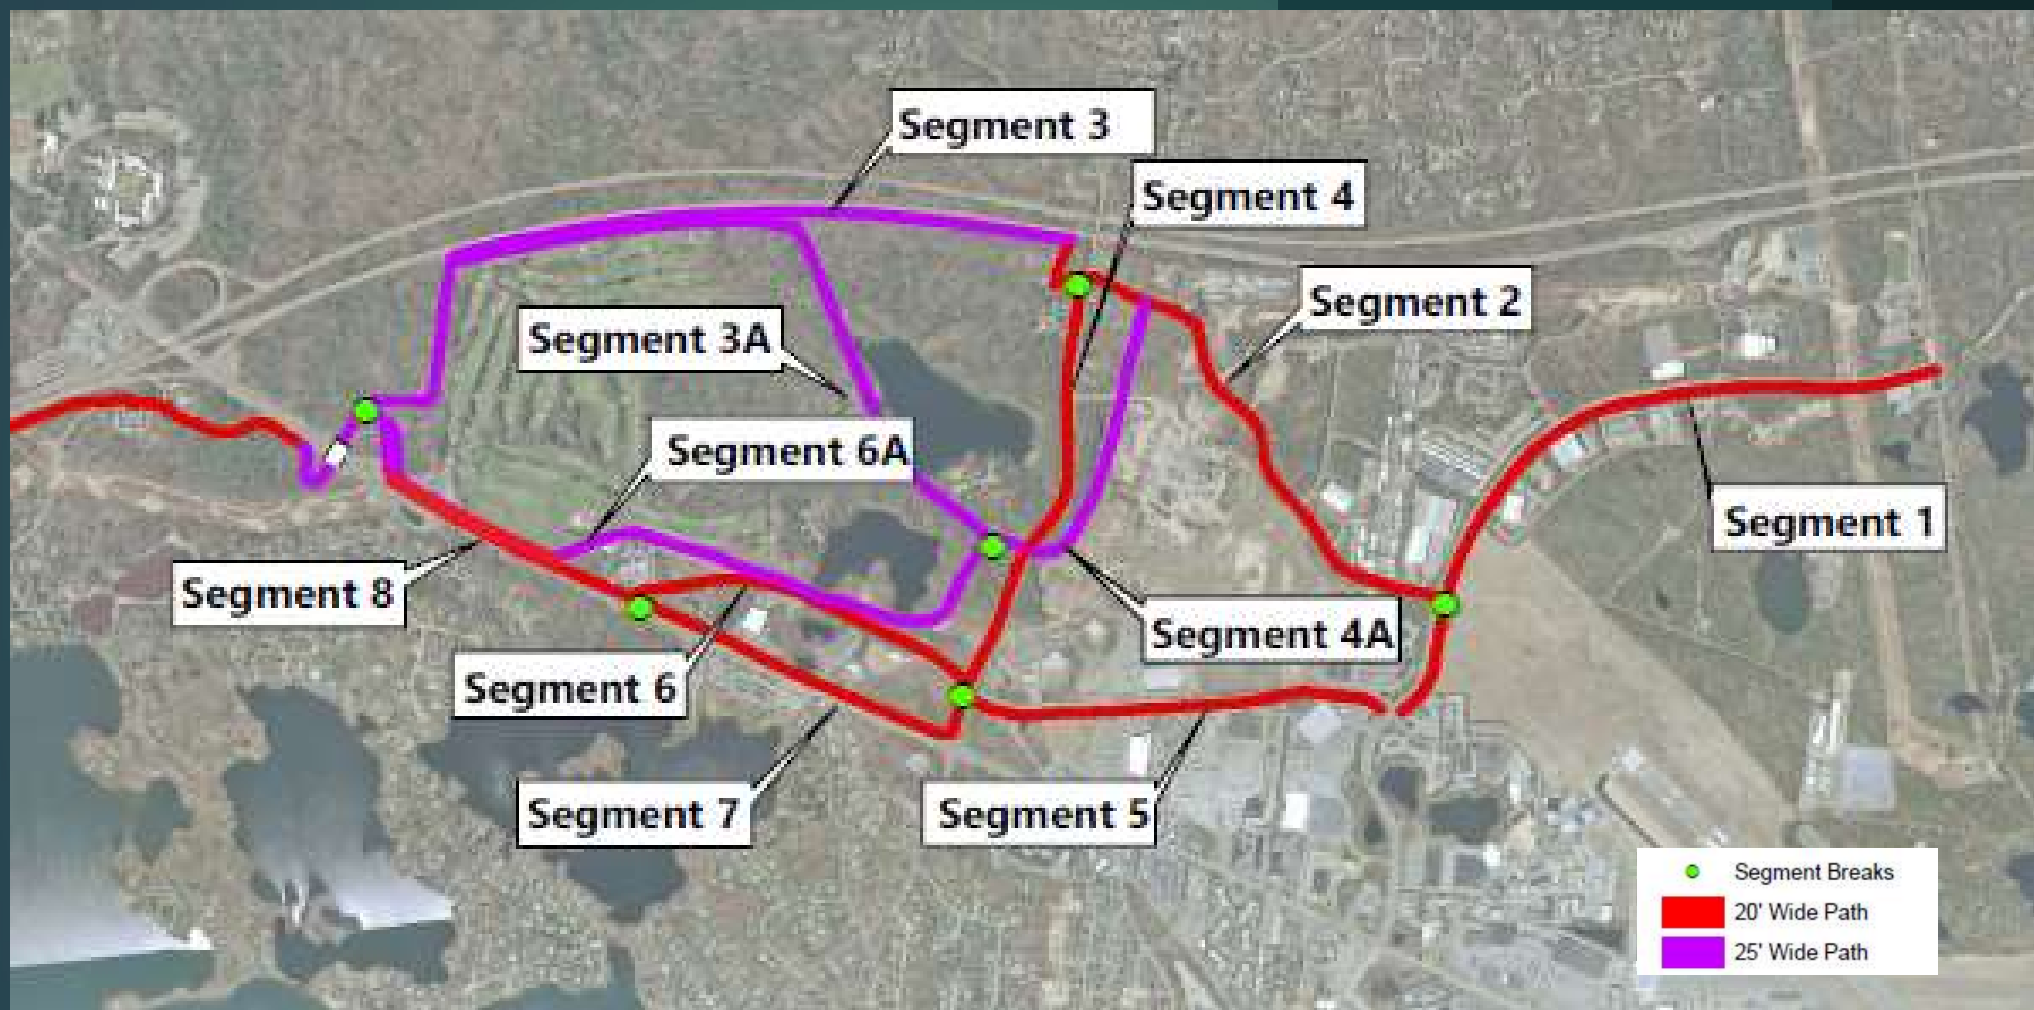 Segment 3
Segment 4
Segment 2
Segment 3A
Segment 6A
Segment 1
Segment 8
Segment 4A
Segment 6
Segment 7
Segment 5
Segment Breaks
20' Wide Path
25' Wide Path